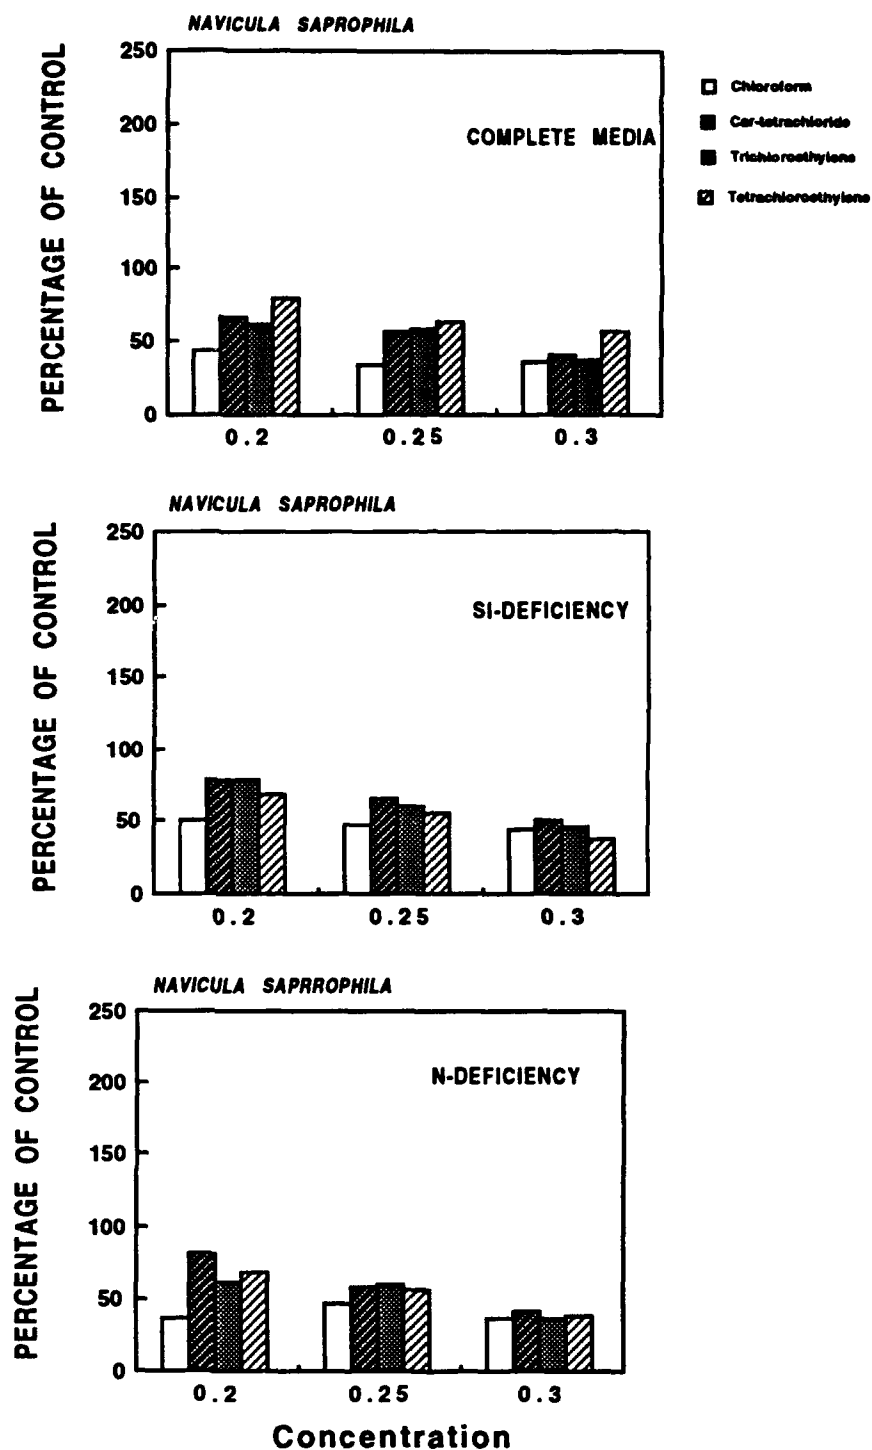 NAVICULA SAPROPHILA
PERCENTAGE OF CONTROL
250
200
150
100
50
0
COMPLETE MEDIA
0.2 0.25 0.3
Chloroform
Car-tetrachloride
Trichloroethylene
Tetrachloroethylene
NAVICULA SAPROPHILA
PERCENTAGE OF CONTROL
250
200
150
100
50
0
SI-DEFICIENCY
0.2 0.25 0.3
NAVICULA SAPRROPHILA
PERCENTAGE OF CONTROL
250
200
150
100
50
0
N-DEFICIENCY
0.2 0.25 0.3
Concentration